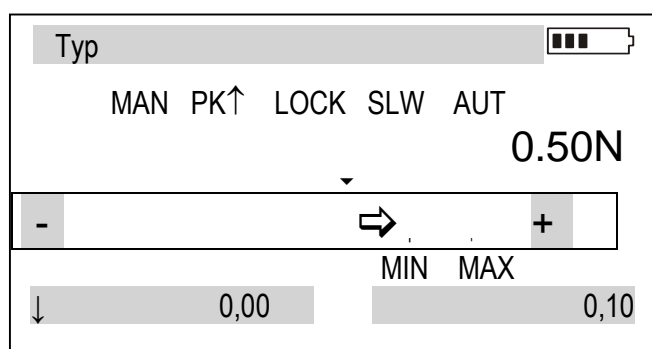 Typ
MAN PK↑ LOCK SLW AUT
0.50N
- +
MIN MAX
↓ 0,00 0,10